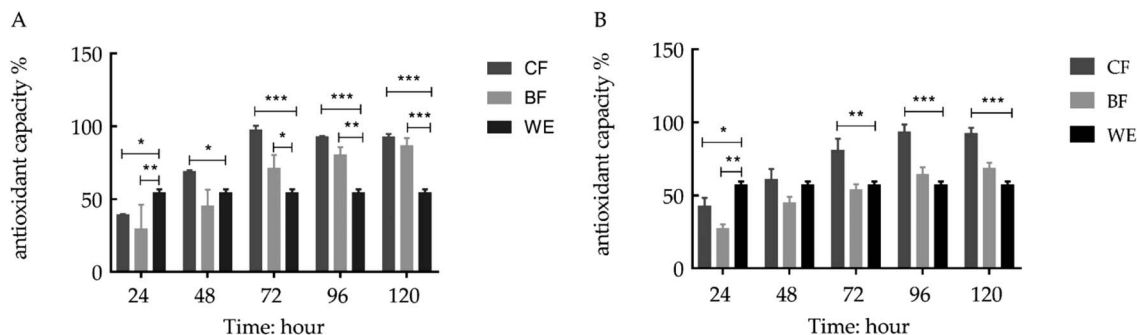 A
antioxidant capacity %
150
100
50
0
*
**
*
***
*
***
**
***
***
24
48
72
96
120
Time: hour
CF
BF
WE
B
antioxidant capacity %
150
100
50
0
*
**
**
***
***
24
48
72
96
120
Time: hour
CF
BF
WE